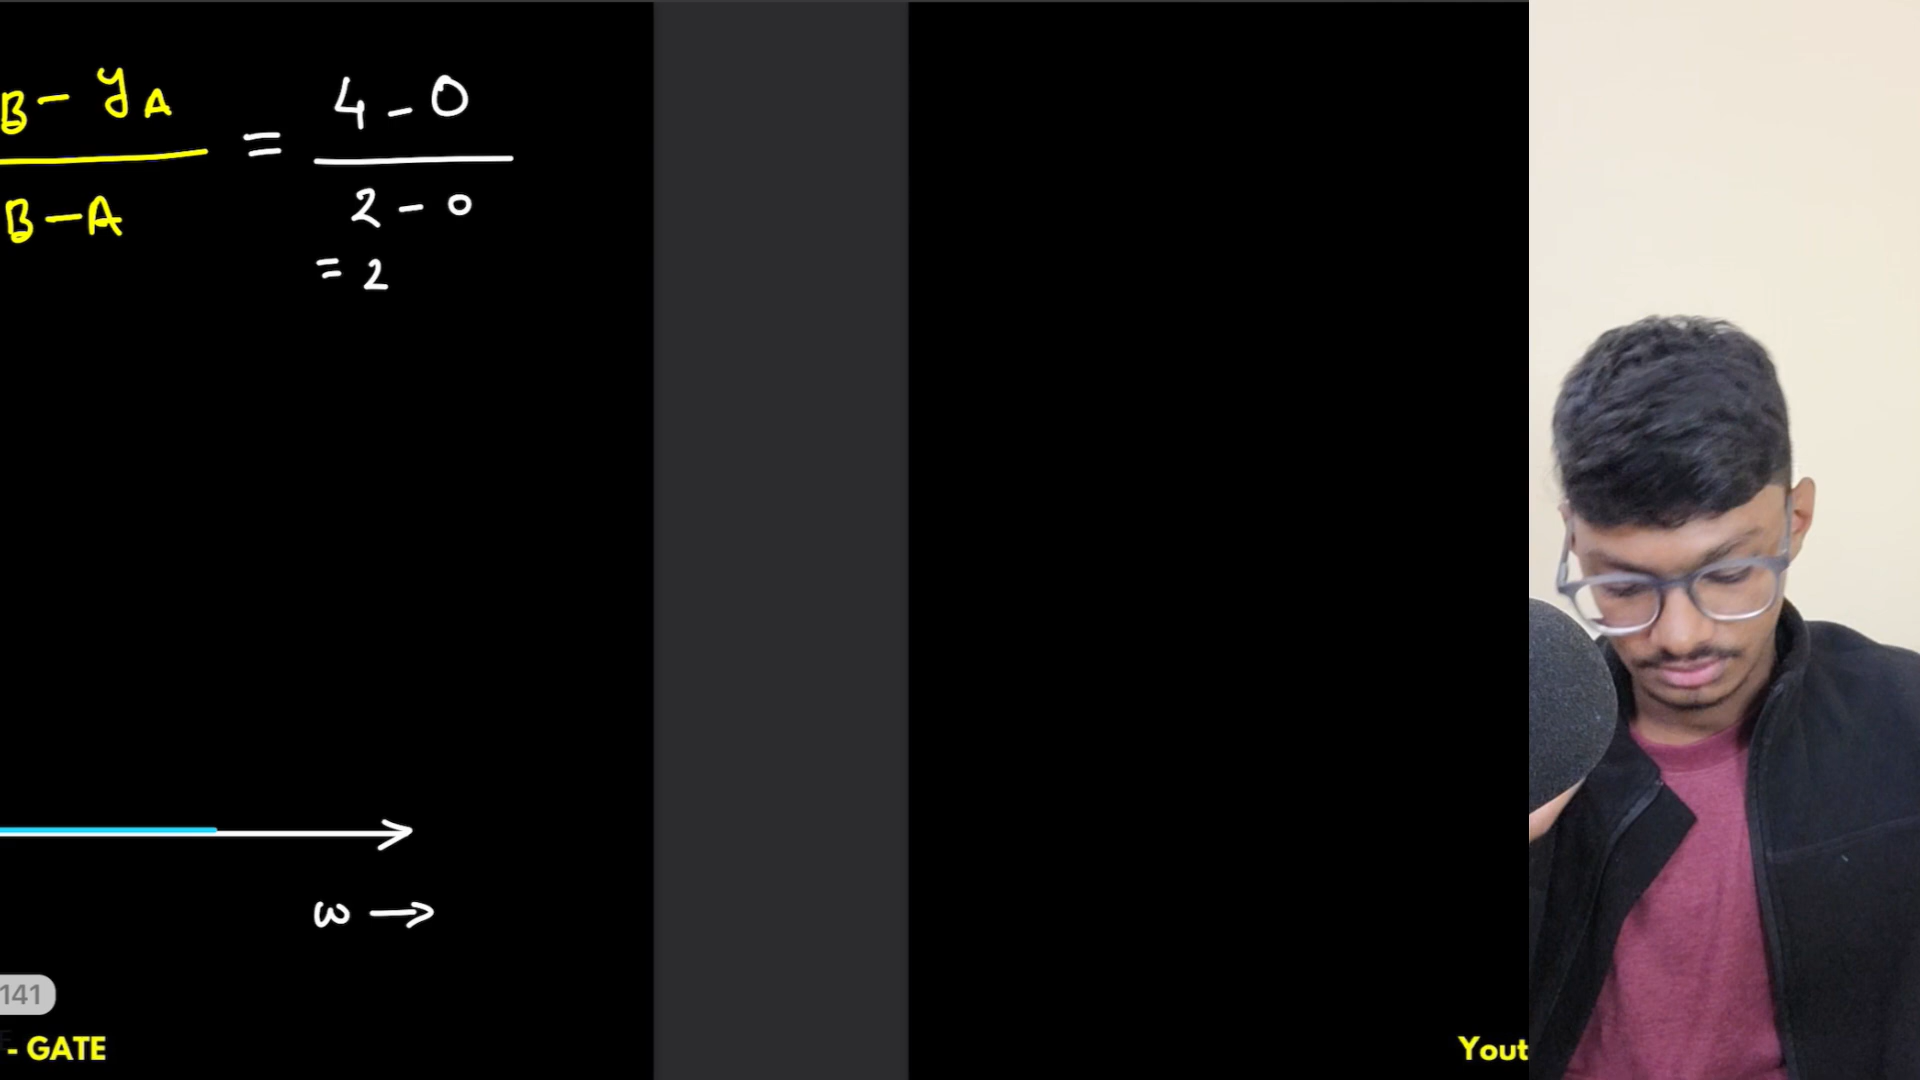 B - yA = 4 - 0
B - A 2 - 0
= 2
ω →
141
- GATE
Yout